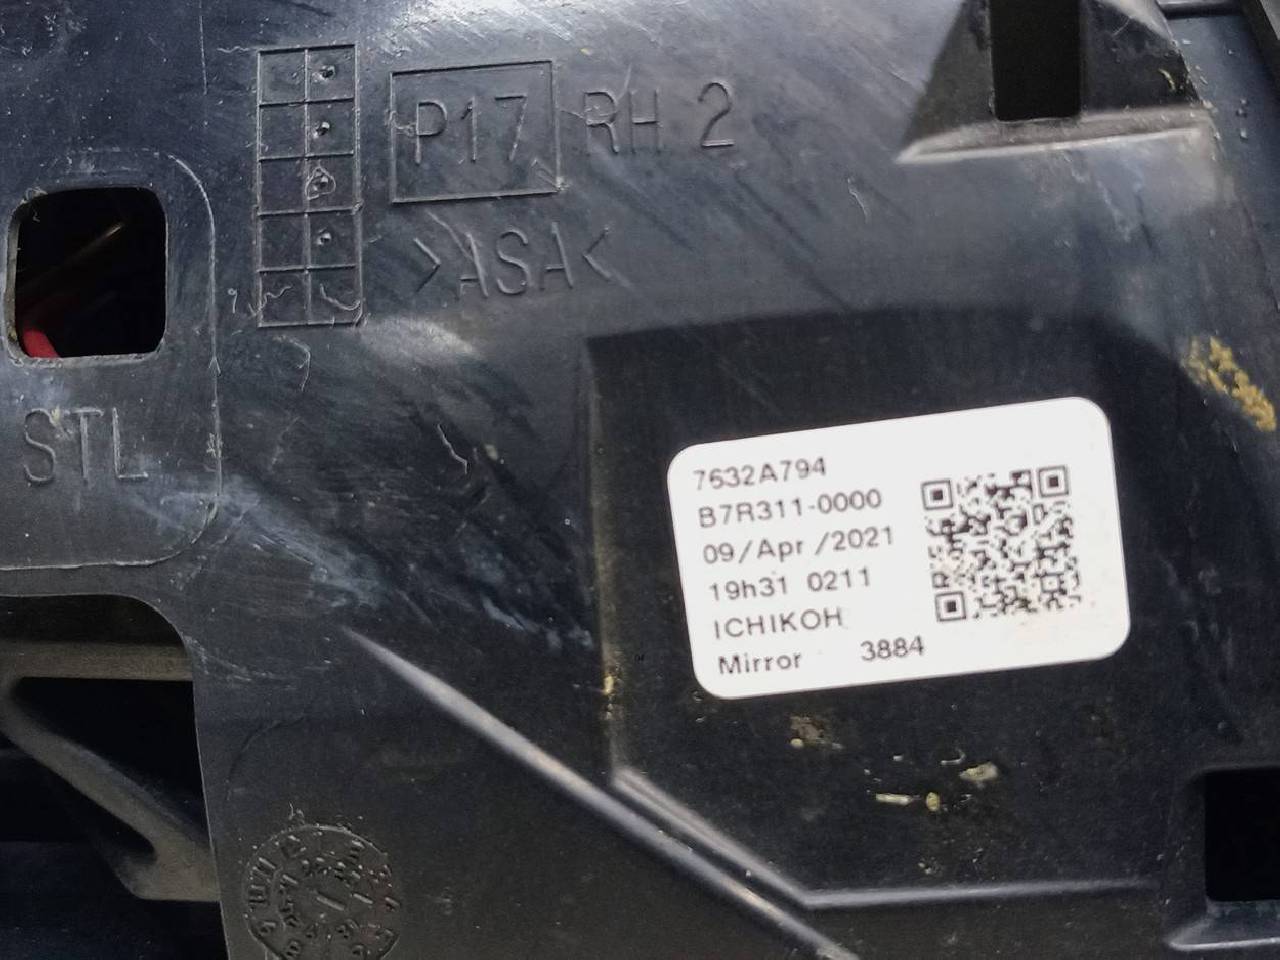 P17 RH 2
>ASA<
STL
7632A794
B7R311-0000
09/Apr /2021
19h31 0211
ICHIKOH
Mirror 3884